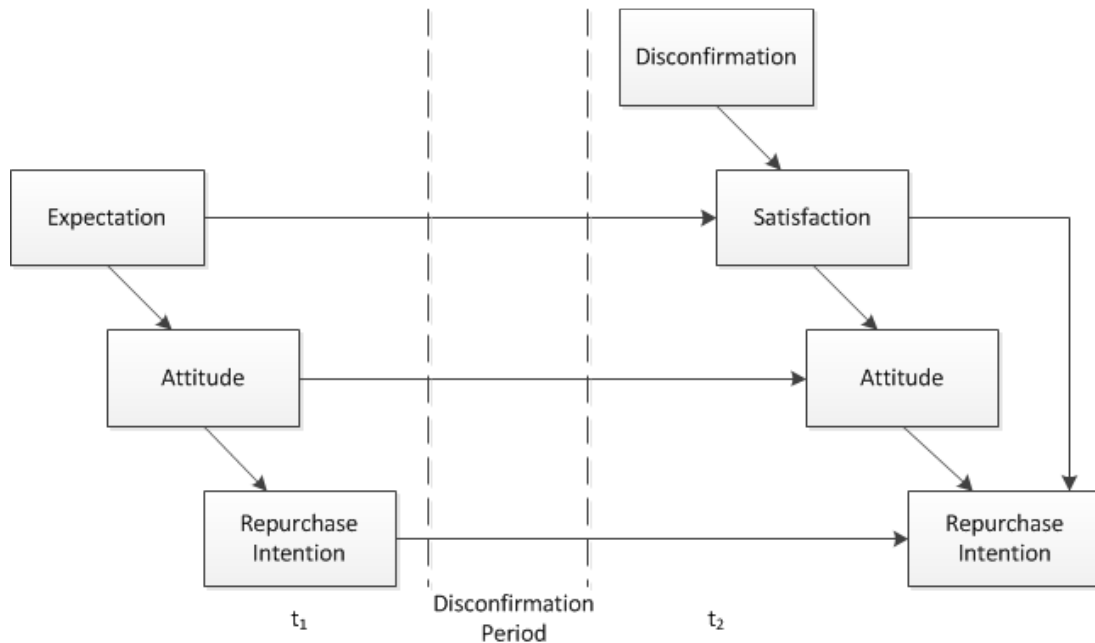 Disconfirmation
Expectation
Satisfaction
Attitude
Attitude
Repurchase
Intention
Repurchase
Intention
t₁
Disconfirmation
Period
t₂